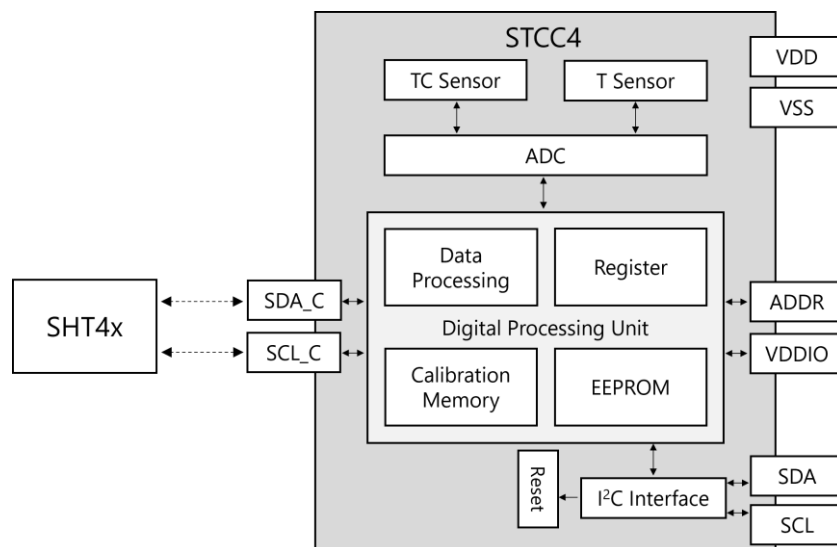 STCC4
VDD
TC Sensor
T Sensor
VSS
ADC
Data
Processing
Register
SDA_C
ADDR
SHT4x
Digital Processing Unit
SCL_C
VDDIO
Calibration
Memory
EEPROM
Reset
SDA
I²C Interface
SCL